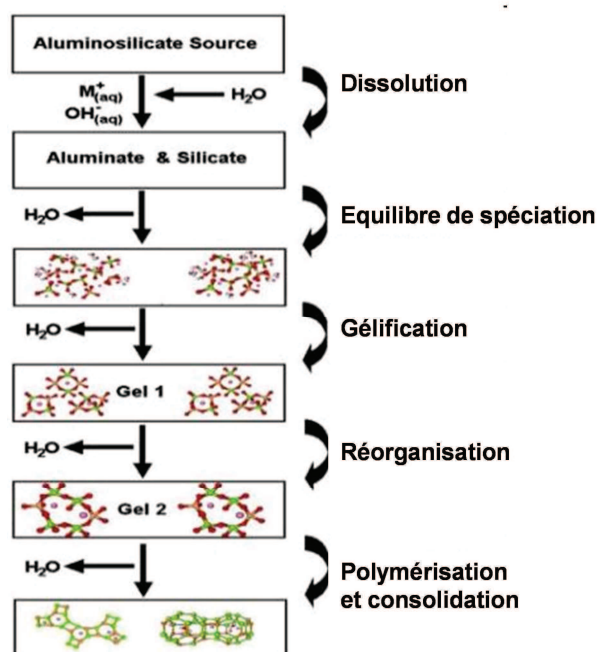 Aluminosilicate Source
M⁺(aq)
OH⁻(aq)
H₂O
Dissolution
Aluminate & Silicate
H₂O
Equilibre de spéciation
H₂O
Gélification
Gel 1
H₂O
Réorganisation
Gel 2
H₂O
Polymérisation
et consolidation